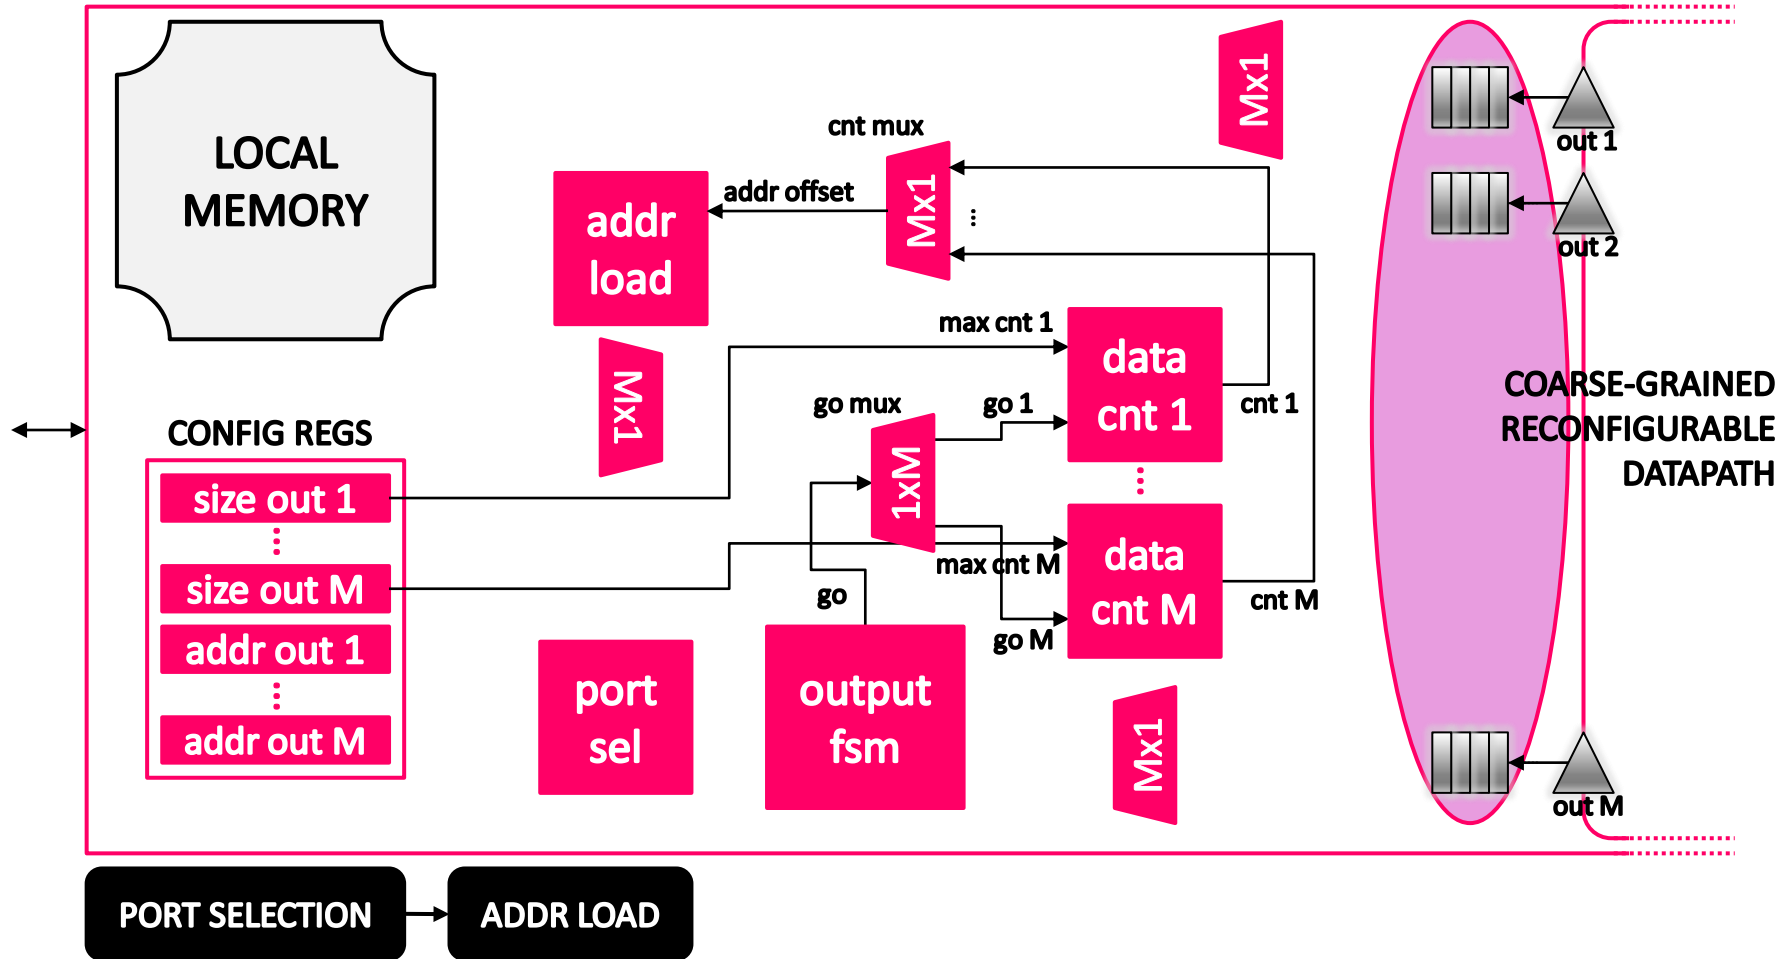 LOCAL
MEMORY
Mx1
cnt mux
out 1
addr offset
Mx1
...
addr
load
out 2
max cnt 1
data
cnt 1
Mx1
go mux
go 1
cnt 1
COARSE-GRAINED
RECONFIGURABLE
DATAPATH
CONFIG REGS
size out 1
1xM
...
...
max cnt M
data
cnt M
size out M
go
cnt M
go M
addr out 1
...
addr out M
port
sel
output
fsm
Mx1
out M
PORT SELECTION
ADDR LOAD